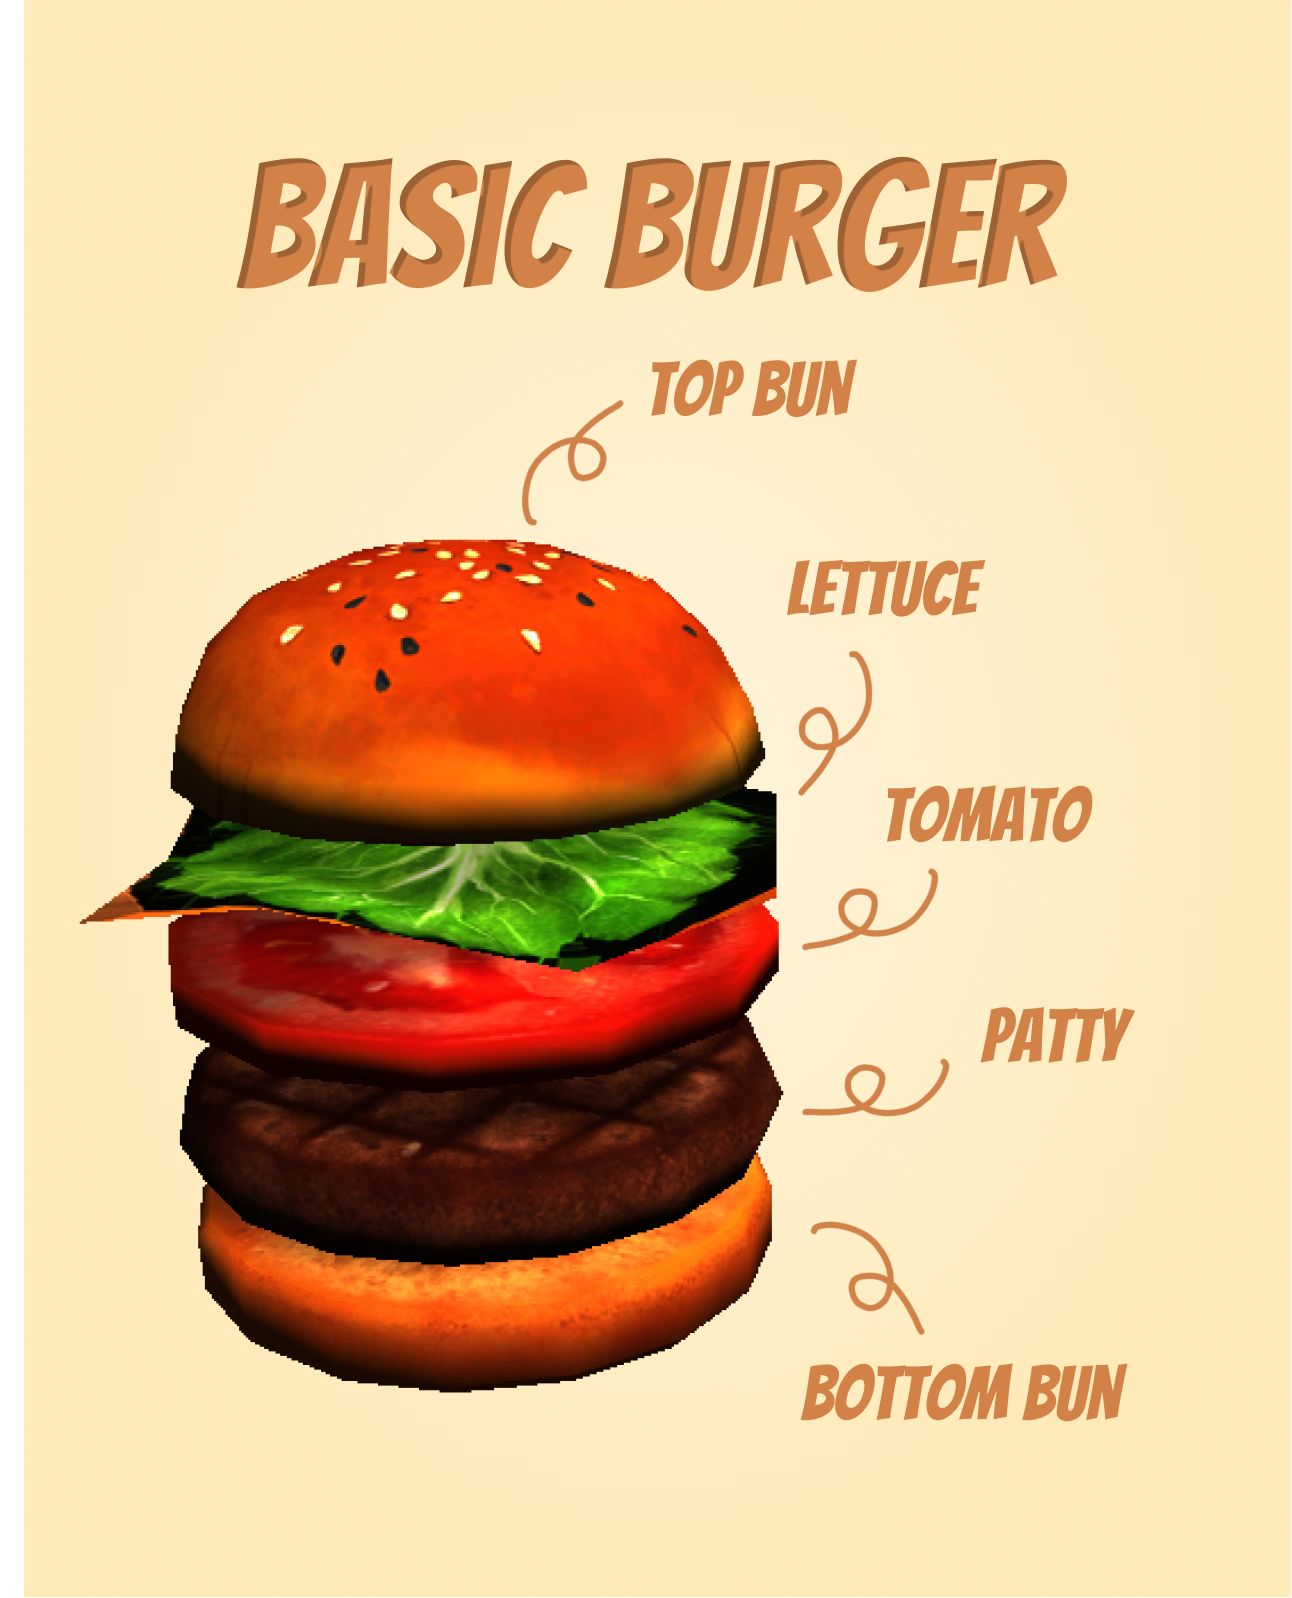 BASIC BURGER
TOP BUN
LETTUCE
TOMATO
PATTY
BOTTOM BUN